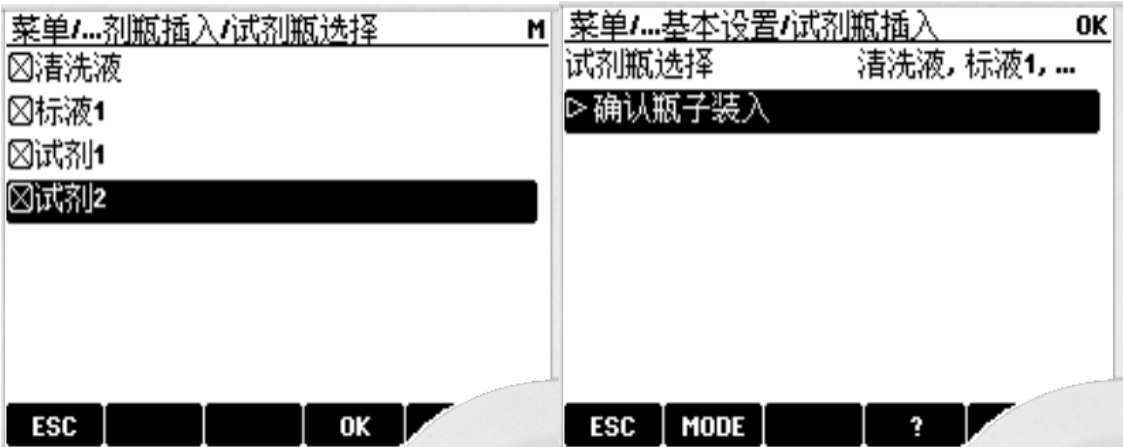 菜单/...剂瓶插入/试剂瓶选择 M
清洗液
标液1
试剂1
试剂2
ESC OK
菜单/...基本设置/试剂瓶插入 OK
试剂瓶选择 清洗液, 标液1, ...
▷确认瓶子装入
ESC MODE ?